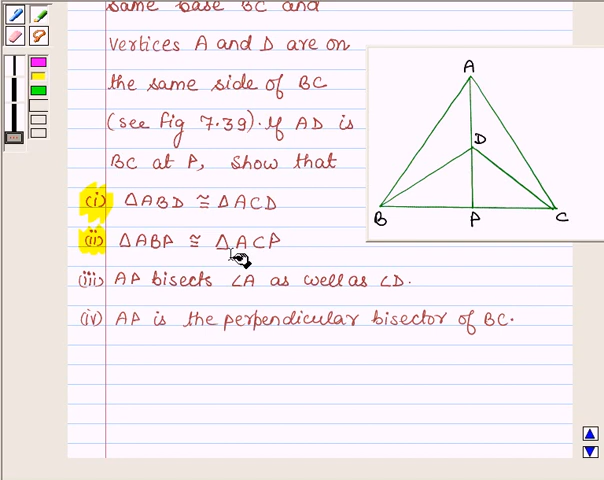 same base BC and
vertices A and D are on
the same side of BC
(see fig 7.39). If AD is
BC at P, show that
(i) ΔABD ≅ ΔACD
(ii) ΔABP ≅ ΔACP
(iii) AP bisects ∠A as well as ∠D.
(iv) AP is the perpendicular bisector of BC.
A
D
B
P
C